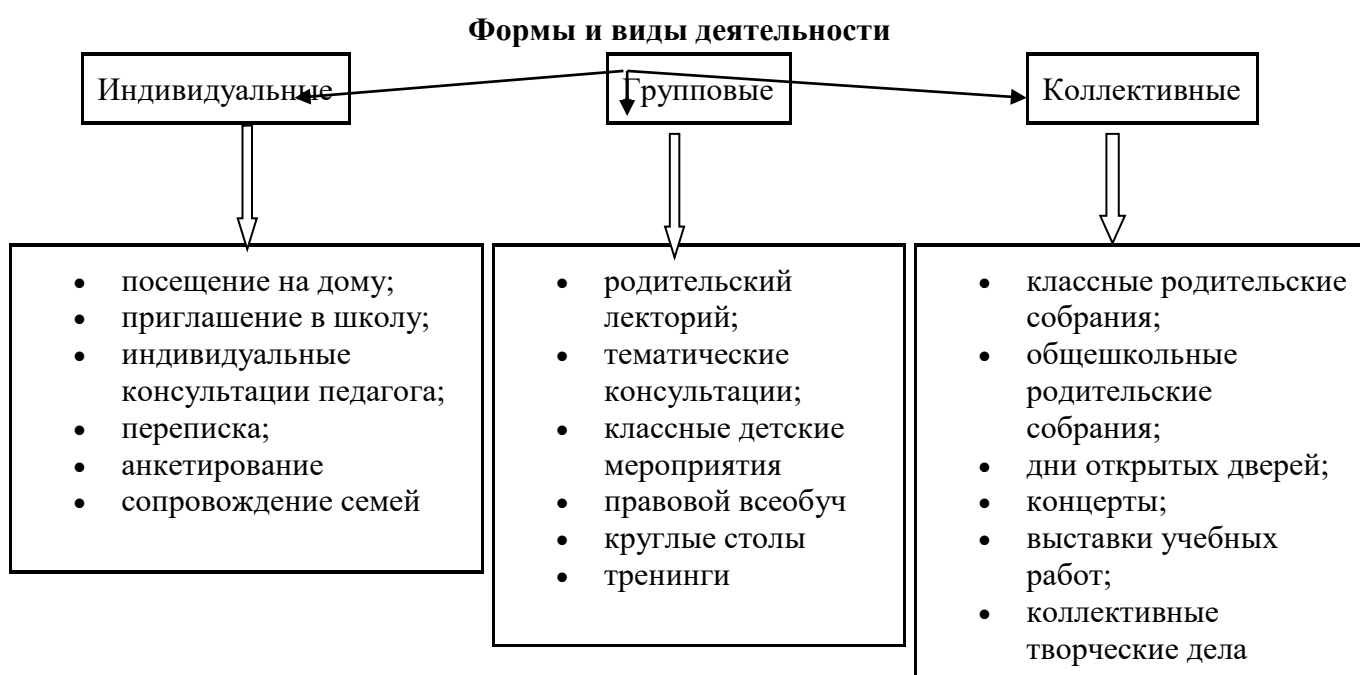 Формы и виды деятельности
Индивидуальные
Групповые
Коллективные
• посещение на дому;
• приглашение в школу;
• индивидуальные
консультации педагога;
• переписка;
• анкетирование
• сопровождение семей
• родительский
лекторий;
• тематические
консультации;
• классные детские
мероприятия
• правовой всеобуч
• круглые столы
• тренинги
• классные родительские
собрания;
• общешкольные
родительские
собрания;
• дни открытых дверей;
• концерты;
• выставки учебных
работ;
• коллективные
творческие дела